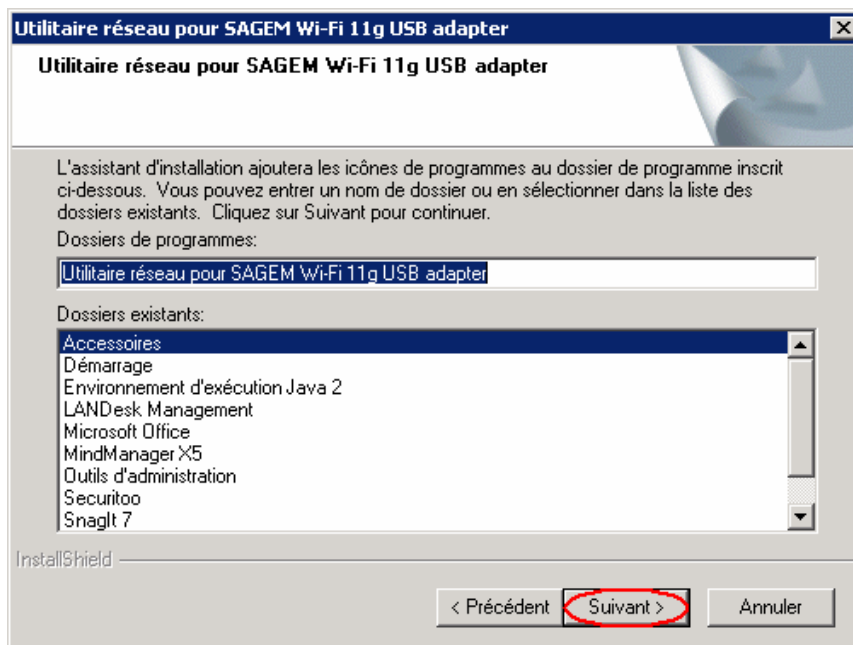 Utilitaire réseau pour SAGEM Wi-Fi 11g USB adapter
Utilitaire réseau pour SAGEM Wi-Fi 11g USB adapter
L'assistant d'installation ajoutera les icônes de programmes au dossier de programme inscrit
ci-dessous. Vous pouvez entrer un nom de dossier ou en sélectionner dans la liste des
dossiers existants. Cliquez sur Suivant pour continuer.
Dossiers de programmes:
Utilitaire réseau pour SAGEM Wi-Fi 11g USB adapter
Dossiers existants:
Accessoires
Démarrage
Environnement d'exécution Java 2
LANDesk Management
Microsoft Office
MindManager X5
Outils d'administration
Securitoo
SnagIt 7
InstallShield
< Précédent Suivant > Annuler